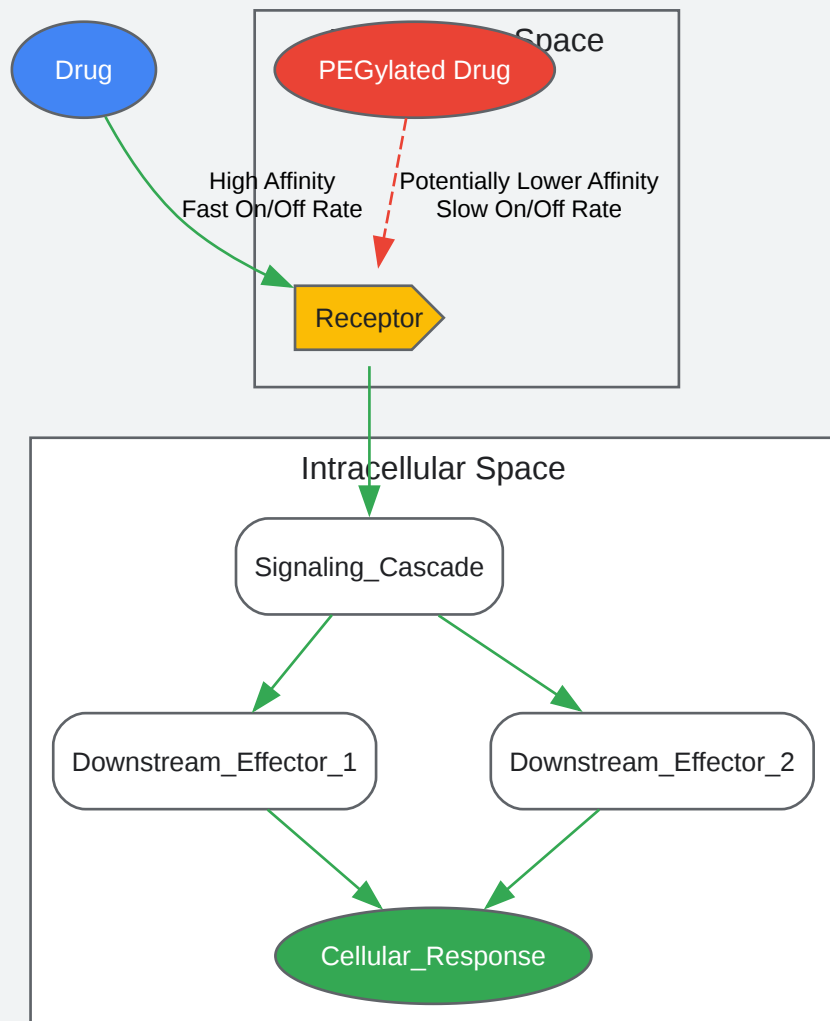 Drug
PEGylated Drug
Space
High Affinity
Fast On/Off Rate
Potentially Lower Affinity
Slow On/Off Rate
Receptor
Intracellular Space
Signaling_Cascade
Downstream_Effector_1
Downstream_Effector_2
Cellular_Response